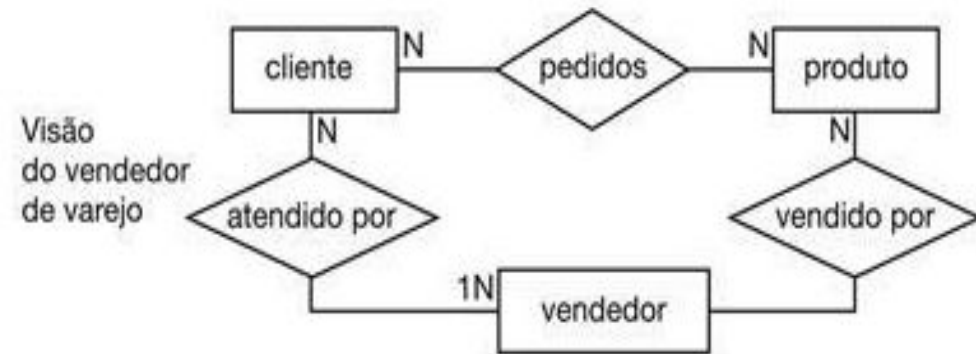 cliente
N
pedidos
N
produto
N
N
Visão
do vendedor
de varejo
atendido por
vendido por
1N
vendedor